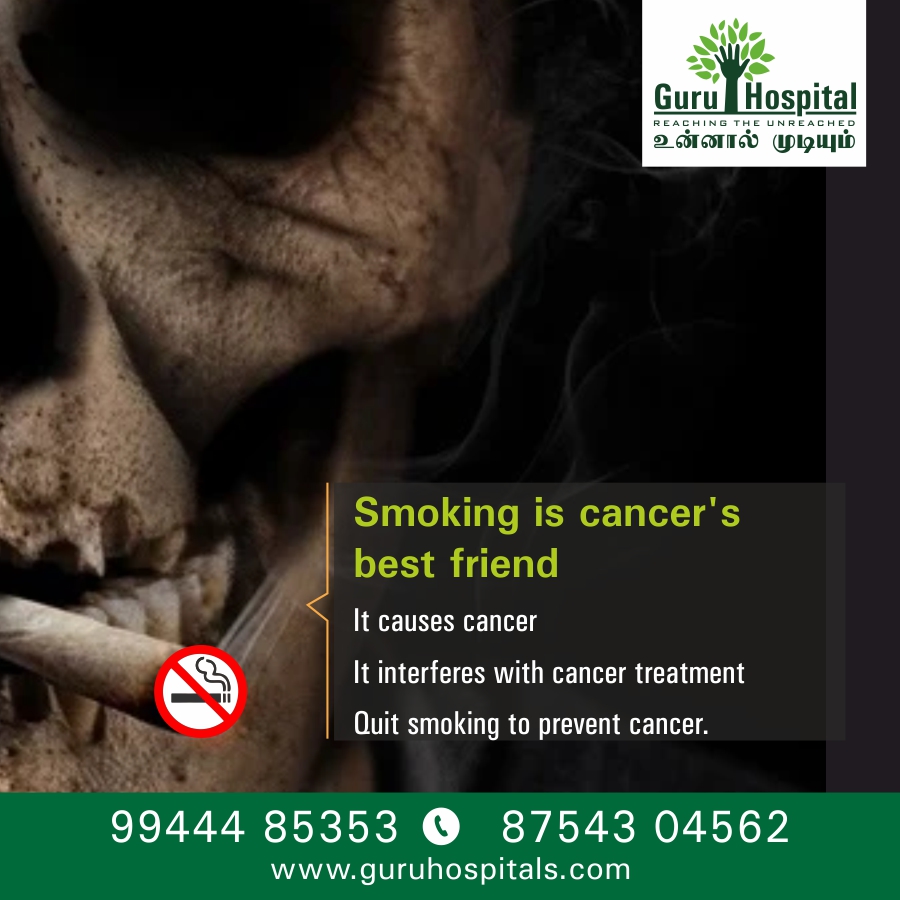 Guru Hospital
REACHING THE UNREACHED
உன்னால் முடியும்
Smoking is cancer's
best friend
It causes cancer
It interferes with cancer treatment
Quit smoking to prevent cancer.
99444 85353 87543 04562
www.guruhospitals.com